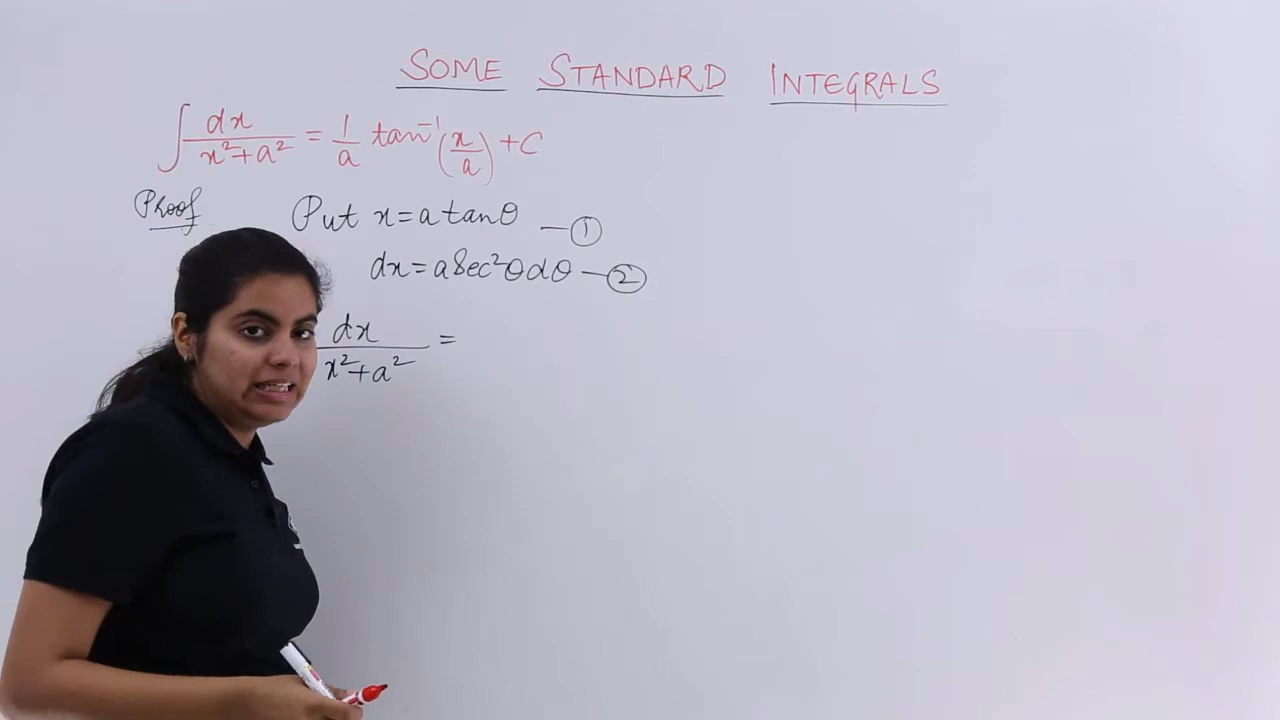 SOME STANDARD INTEGRALS
∫ dx/(x²+a²) = 1/a tan⁻¹(x/a) + C
Proof Put x = a tanθ — ①
dx = a Sec²θ dθ — ②
dx/(x²+a²) =